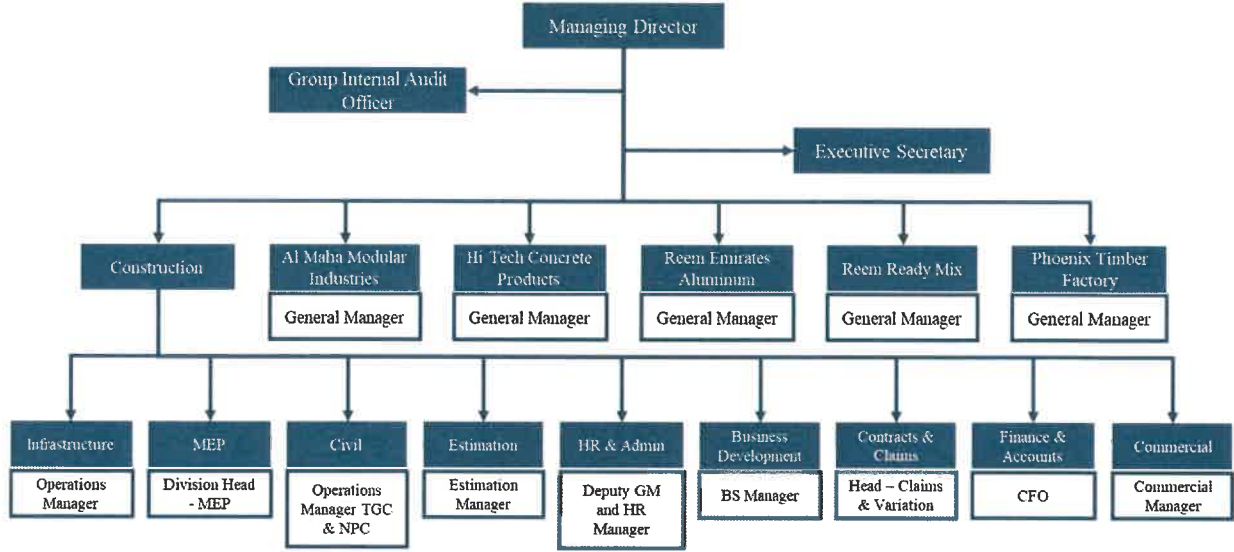 Managing Director
Group Internal Audit
Officer
Executive Secretary
Construction
Al Maha Modular
Industries
General Manager
Hi Tech Concrete
Products
General Manager
Reem Emirates
Aluminum
General Manager
Reem Ready Mix
General Manager
Phoenix Timber
Factory
General Manager
Infrastructure
Operations
Manager
MEP
Division Head
- MEP
Civil
Operations
Manager TGC
& NPC
Estimation
Estimation
Manager
HR & Admin
Deputy GM
and HR
Manager
Business
Development
BS Manager
Contracts &
Claims
Head – Claims
& Variation
Finance &
Accounts
CFO
Commercial
Commercial
Manager